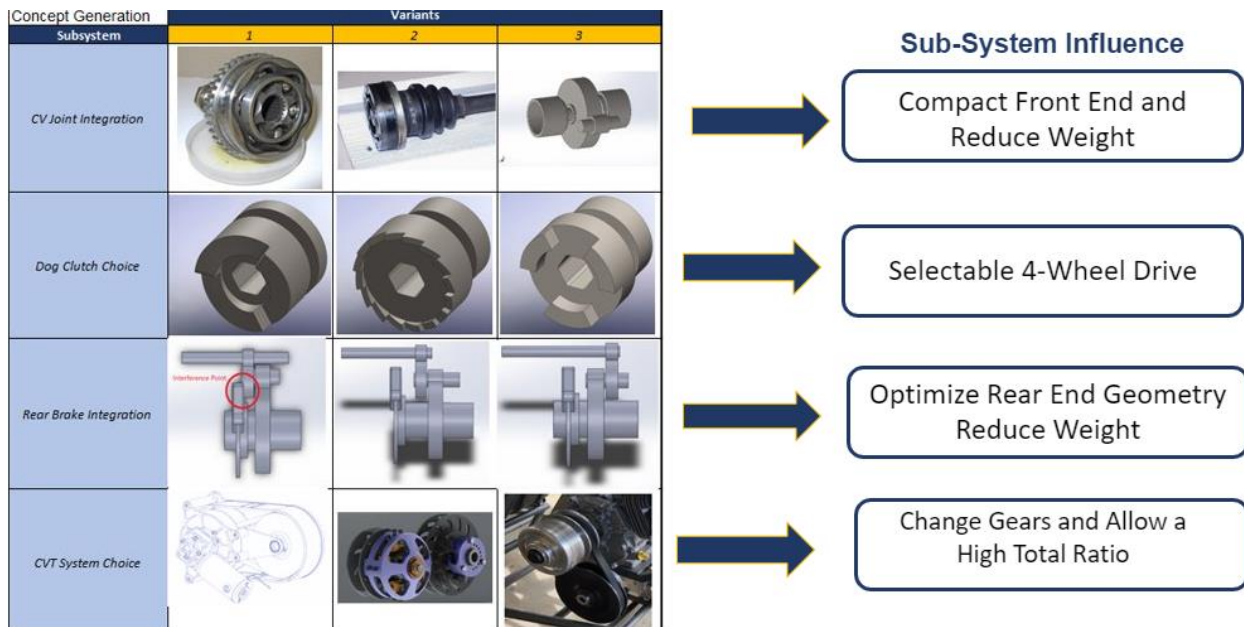 Concept Generation
Variants
Subsystem
1
2
3
Sub-System Influence
CV Joint Integration
Compact Front End and
Reduce Weight
Dog Clutch Choice
Selectable 4-Wheel Drive
Interference Point
Rear Brake Integration
Optimize Rear End Geometry
Reduce Weight
CVT System Choice
Change Gears and Allow a
High Total Ratio